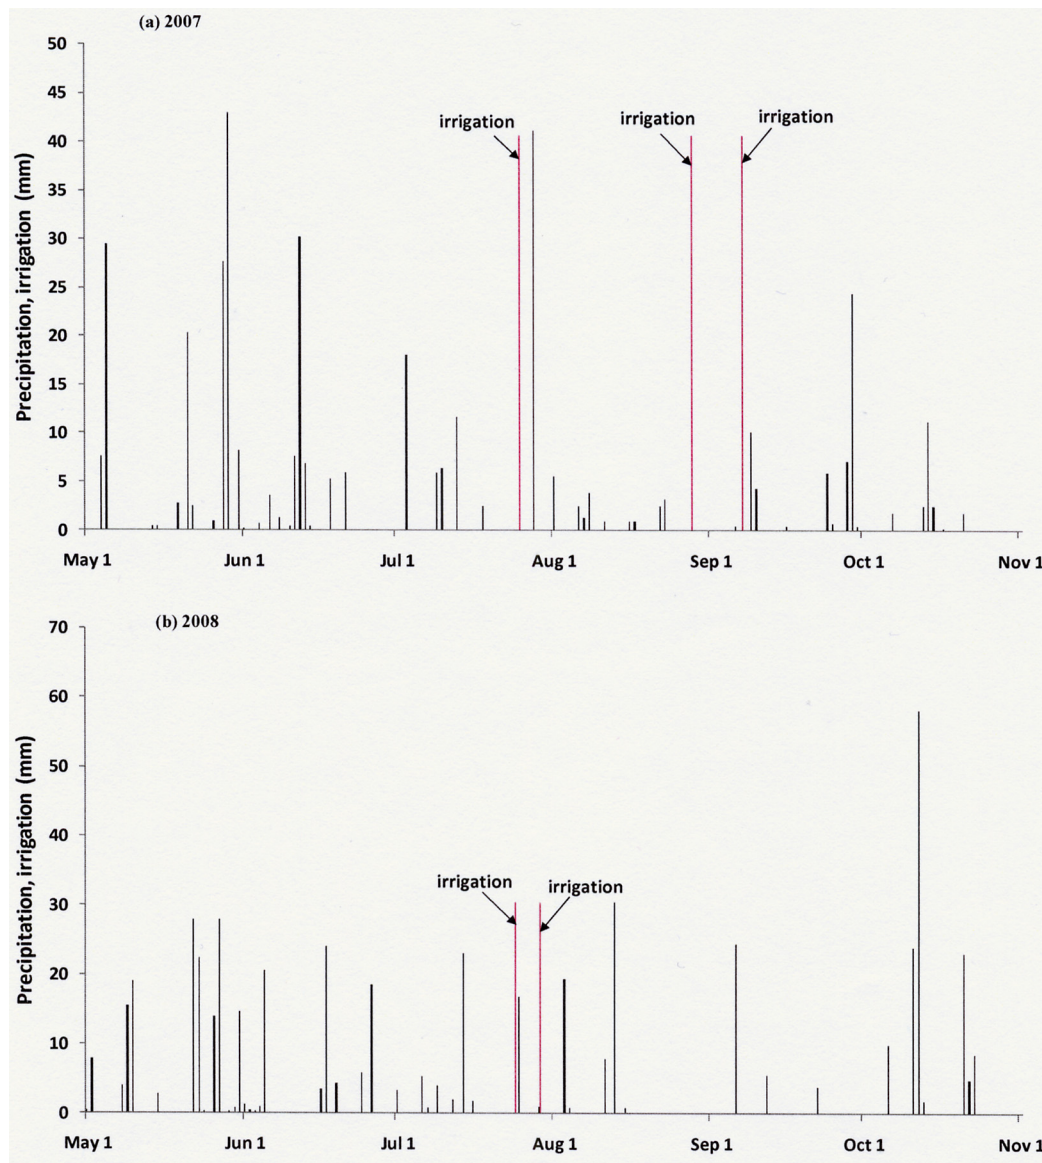 (a) 2007
50
45
irrigation irrigation irrigation
40
35
30
25
20
15
10
5
0
Precipitation, irrigation (mm)
May 1 Jun 1 Jul 1 Aug 1 Sep 1 Oct 1 Nov 1
(b) 2008
70
60
50
40
irrigation irrigation
30
20
10
0
Precipitation, irrigation (mm)
May 1 Jun 1 Jul 1 Aug 1 Sep 1 Oct 1 Nov 1